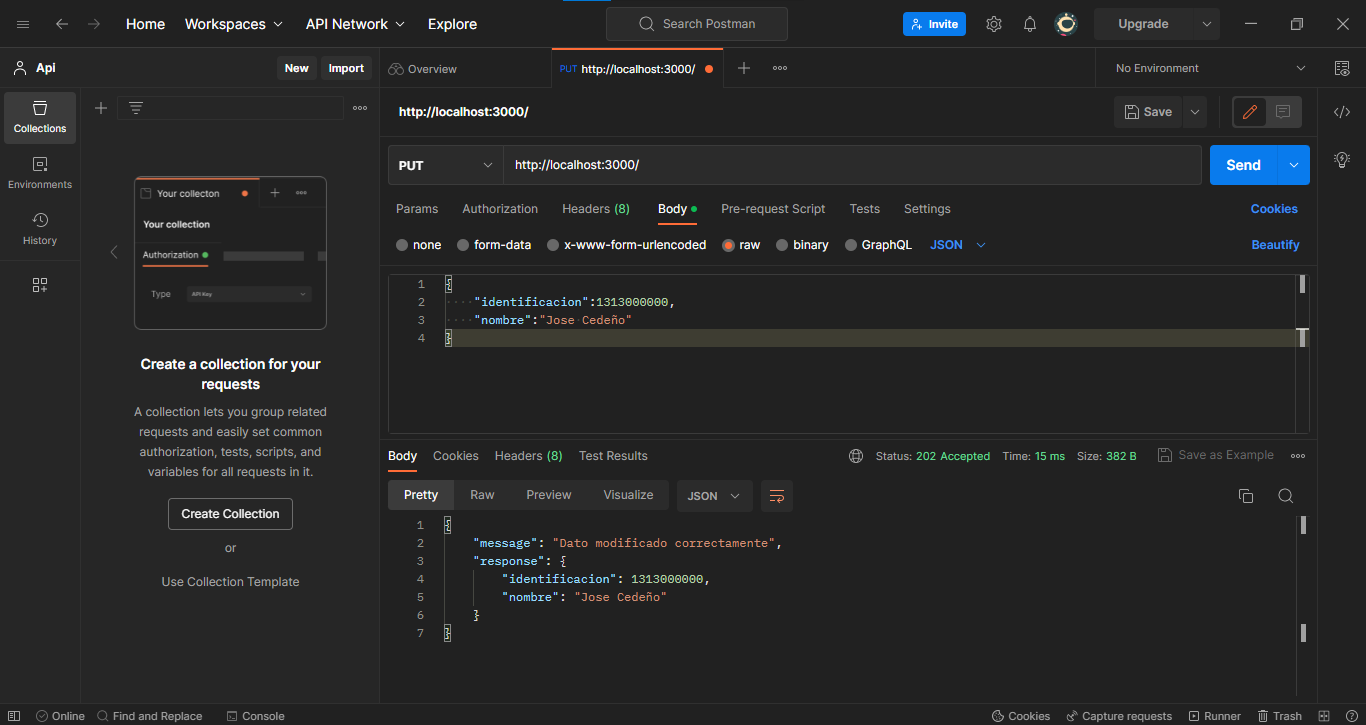 Home Workspaces API Network Explore Search Postman Invite Upgrade
Api New Import Overview PUT http://localhost:3000/ No Environment
http://localhost:3000/ Save
Collections
Environments
History
Your collecton
Your collection
Authorization
Type API Key
Create a collection for your
requests
A collection lets you group related
requests and easily set common
authorization, tests, scripts, and
variables for all requests in it.
Create Collection
or
Use Collection Template
PUT http://localhost:3000/ Send
Params Authorization Headers (8) Body Pre-request Script Tests Settings Cookies
none form-data x-www-form-urlencoded raw binary GraphQL JSON Beautify
1 {
2 ····"identificacion":1313000000,
3 ····"nombre":"Jose·Cedeño"
4 }
Body Cookies Headers (8) Test Results Status: 202 Accepted Time: 15 ms Size: 382 B Save as Example
Pretty Raw Preview Visualize JSON
1 {
2 "message": "Dato modificado correctamente",
3 "response": {
4 "identificacion": 1313000000,
5 "nombre": "Jose Cedeño"
6 }
7 }
Online Find and Replace Console Cookies Capture requests Runner Trash